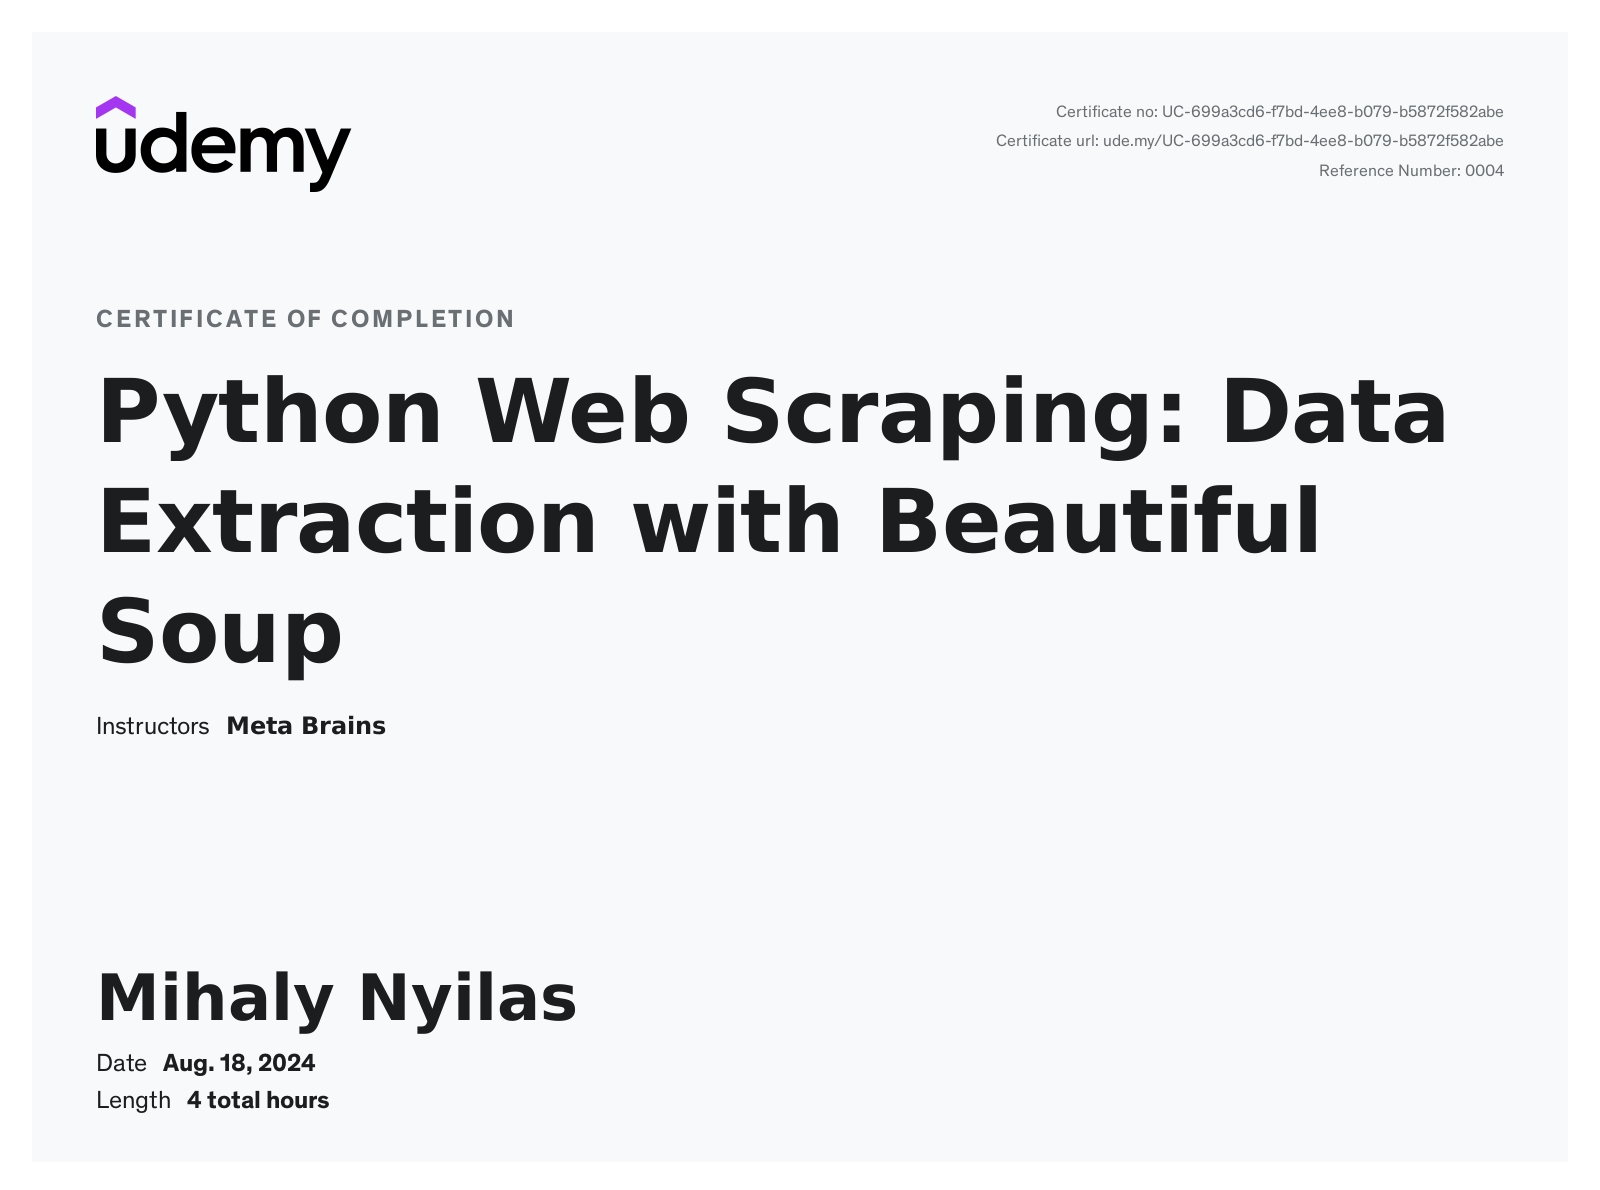 udemy
Certificate no: UC-699a3cd6-f7bd-4ee8-b079-b5872f582abe
Certificate url: ude.my/UC-699a3cd6-f7bd-4ee8-b079-b5872f582abe
Reference Number: 0004
CERTIFICATE OF COMPLETION
Python Web Scraping: Data
Extraction with Beautiful
Soup
Instructors Meta Brains
Mihaly Nyilas
Date Aug. 18, 2024
Length 4 total hours